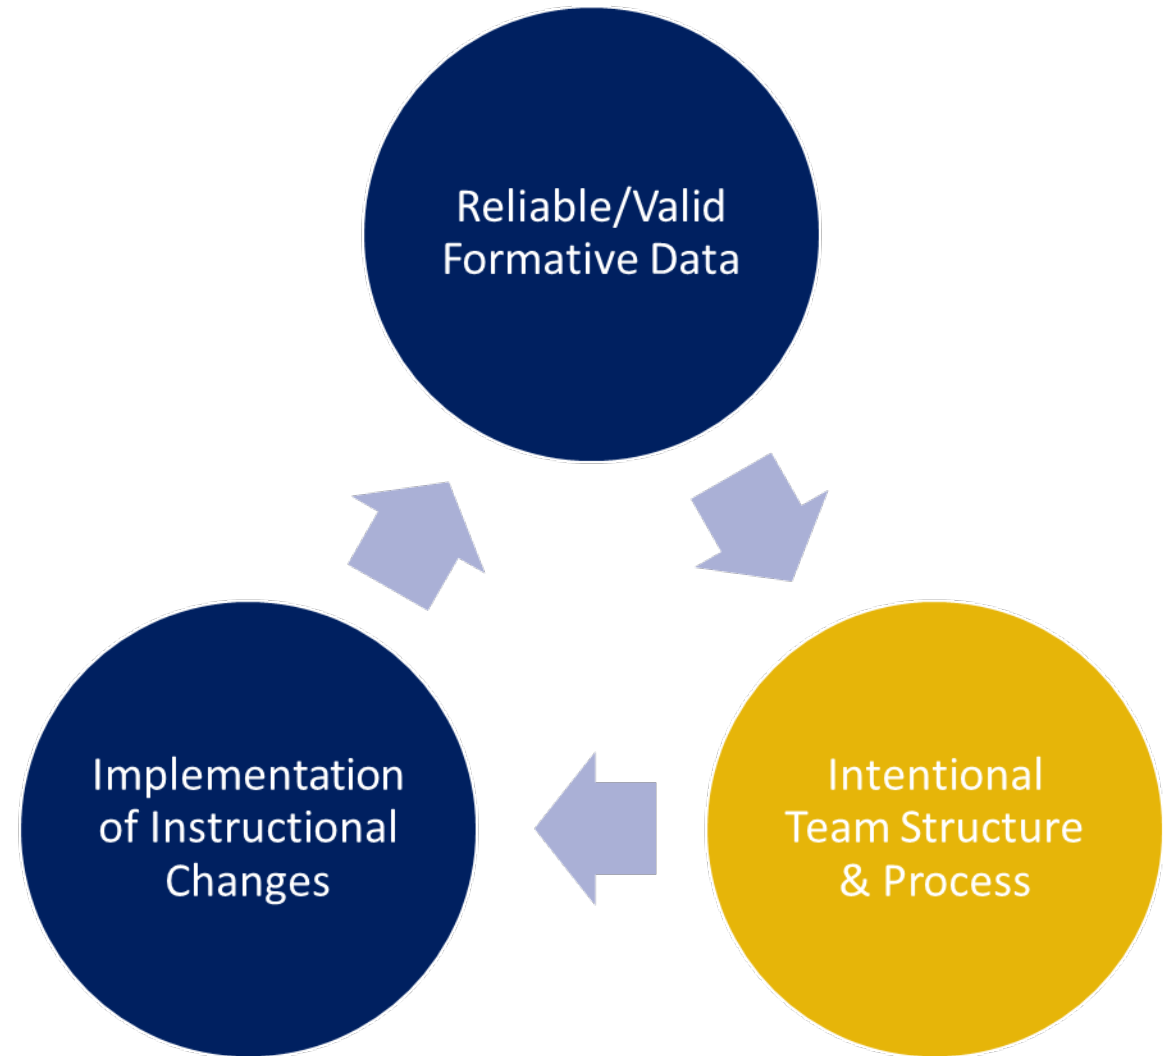 Reliable/Valid
Formative Data
Implementation
of Instructional
Changes
Intentional
Team Structure
& Process